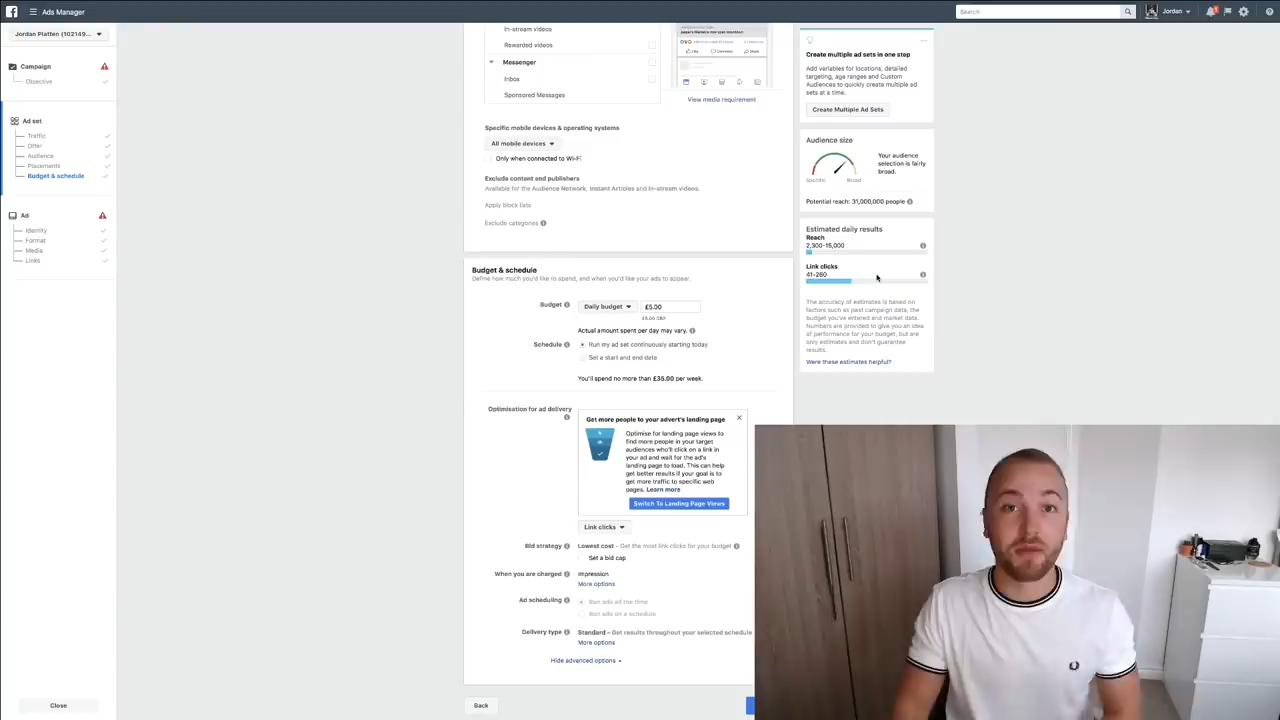 Ads Manager
Search
Jordan
Jordan Platten (102149...
Campaign
Objective
Ad set
Traffic
Offer
Audience
Placements
Budget & schedule
Ad
Identity
Format
Media
Links
Close
In-stream videos
Rewarded videos
Messenger
Inbox
Sponsored Messages
Like
Comment
Share
View media requirement
Specific mobile devices & operating systems
All mobile devices
Only when connected to Wi-Fi
Exclude content and publishers
Available for the Audience Network, Instant Articles and In-stream videos.
Apply block lists
Exclude categories
Budget & schedule
Define how much you'd like to spend, and when you'd like your ads to appear.
Budget
Daily budget
£5.00
£5.00 GBP
Actual amount spent per day may vary.
Schedule
Run my ad set continuously starting today
Set a start and end date
You'll spend no more than £35.00 per week.
Optimisation for ad delivery
Get more people to your advert's landing page
Optimise for landing page views to
find more people in your target
audiences who'll click on a link in
your ad and wait for the ad's
landing page to load. This can help
get better results if your goal is to
get more traffic to specific web
pages. Learn more
Switch To Landing Page Views
Link clicks
Bid strategy
Lowest cost - Get the most link clicks for your budget
Set a bid cap
When you are charged
Impression
More options
Ad scheduling
Run ads all the time
Run ads on a schedule
Delivery type
Standard – Get results throughout your selected schedule
More options
Hide advanced options
Back
Create multiple ad sets in one step
Add variables for locations, detailed
targeting, age ranges and Custom
Audiences to quickly create multiple ad
sets at a time.
Create Multiple Ad Sets
Audience size
Your audience
selection is fairly
broad.
Specific
Broad
Potential reach: 31,000,000 people
Estimated daily results
Reach
2,300-15,000
Link clicks
41-260
The accuracy of estimates is based on
factors such as past campaign data, the
budget you've entered and market data.
Numbers are provided to give you an idea
of performance for your budget, but are
only estimates and don't guarantee
results.
Were these estimates helpful?